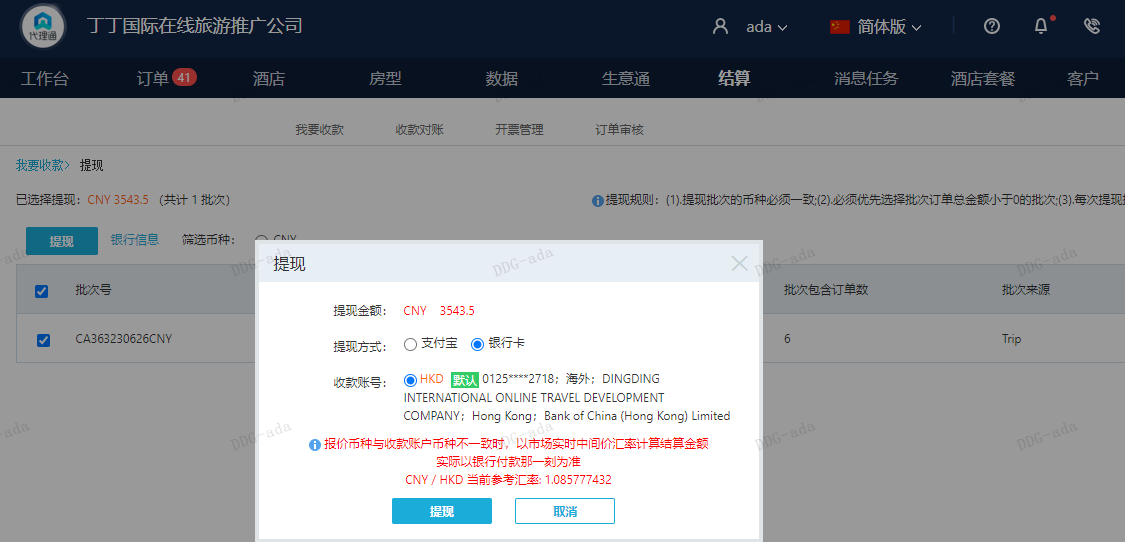 代理通
丁丁国际在线旅游推广公司
ada
简体版
工作台
订单 41
酒店
房型
数据
生意通
结算
消息任务
酒店套餐
客户
我要收款
收款对账
开票管理
订单审核
我要收款> 提现
已选择提现：CNY 3543.5 (共计 1 批次)
提现规则：(1).提现批次的币种必须一致;(2).必须优先选择批次订单总金额小于0的批次;(3).每次提现
提现
银行信息
筛选币种：
CNY
批次号
批次包含订单数
批次来源
CA363230626CNY
6
Trip
提现
提现金额：
CNY 3543.5
提现方式：
支付宝
银行卡
收款账号：
HKD 默认 0125****2718；海外；DINGDING
INTERNATIONAL ONLINE TRAVEL DEVELOPMENT
COMPANY；Hong Kong；Bank of China (Hong Kong) Limited
报价币种与收款账户币种不一致时，以市场实时中间价汇率计算结算金额
实际以银行付款那一刻为准
CNY / HKD 当前参考汇率: 1.085777432
提现
取消
DDG-ada
DDG-ada
DDG-ada
DDG-ada
DDG-ada
DDG-ada
DDG-ada